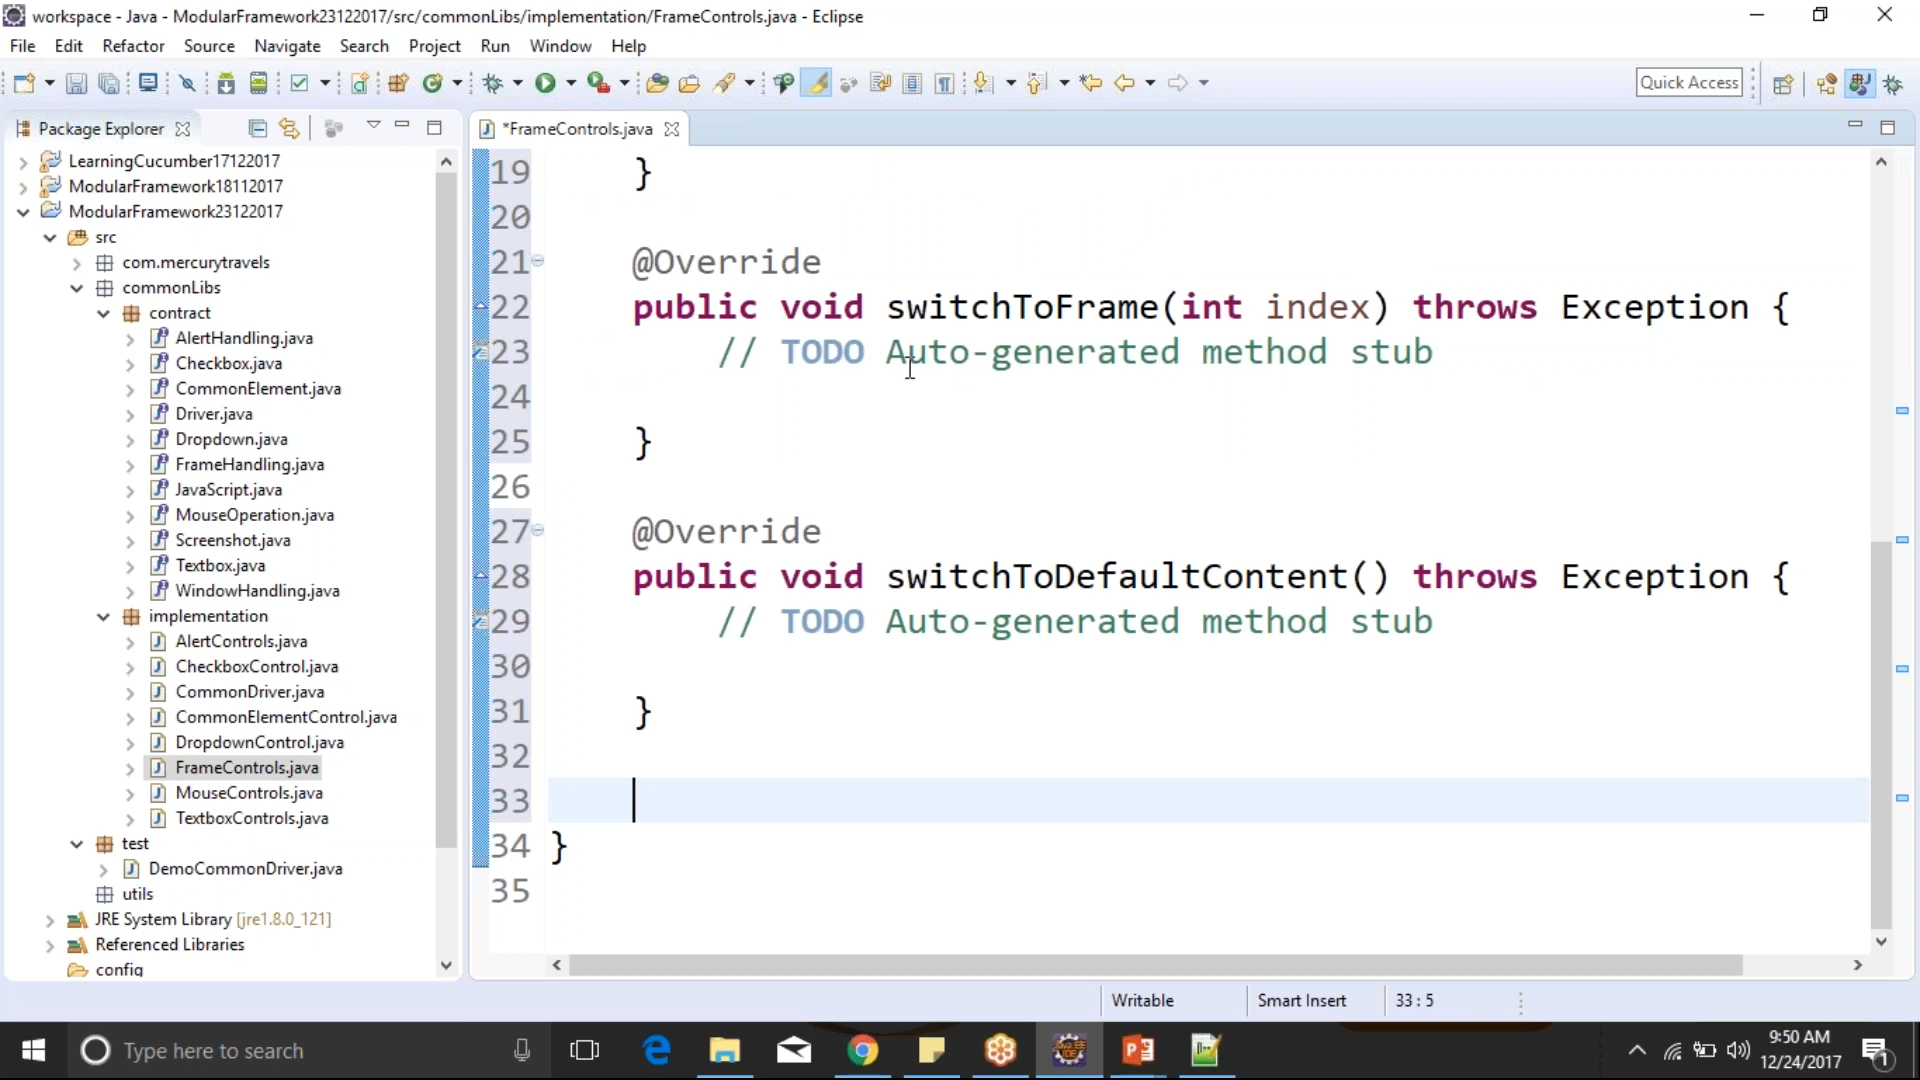 workspace - Java - ModularFramework23122017/src/commonLibs/implementation/FrameControls.java - Eclipse
File Edit Refactor Source Navigate Search Project Run Window Help
Quick Access
Package Explorer
*FrameControls.java
LearningCucumber17122017
ModularFramework18112017
ModularFramework23122017
src
com.mercurytravels
commonLibs
contract
AlertHandling.java
Checkbox.java
CommonElement.java
Driver.java
Dropdown.java
FrameHandling.java
JavaScript.java
MouseOperation.java
Screenshot.java
Textbox.java
WindowHandling.java
implementation
AlertControls.java
CheckboxControl.java
CommonDriver.java
CommonElementControl.java
DropdownControl.java
FrameControls.java
MouseControls.java
TextboxControls.java
test
DemoCommonDriver.java
utils
JRE System Library [jre1.8.0_121]
Referenced Libraries
config
19 }
20
21 @Override
22 public void switchToFrame(int index) throws Exception {
23 // TODO Auto-generated method stub
24
25 }
26
27 @Override
28 public void switchToDefaultContent() throws Exception {
29 // TODO Auto-generated method stub
30
31 }
32
33
34 }
35
Writable Smart Insert 33 : 5
Type here to search
9:50 AM
12/24/2017
1